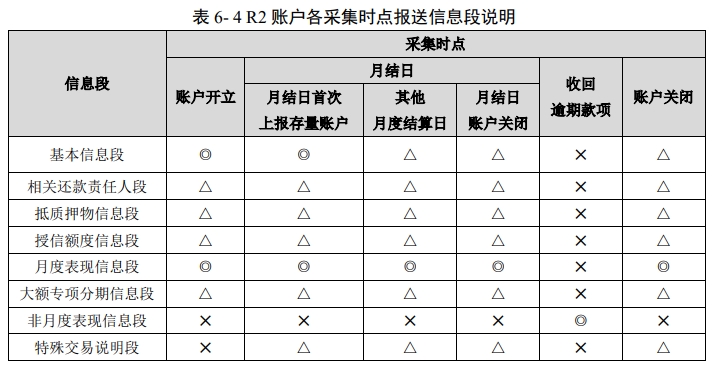 表 6- 4 R2 账户各采集时点报送信息段说明
信息段 采集时点
账户开立 月结日 收回逾期款项 账户关闭
月结日首次上报存量账户 其他月度结算日 月结日账户关闭
基本信息段 ◎ ◎ △ △ × △
相关还款责任人段 △ △ △ △ × △
抵质押物信息段 △ △ △ △ × △
授信额度信息段 △ △ △ △ × △
月度表现信息段 ◎ ◎ ◎ ◎ × ◎
大额专项分期信息段 △ △ △ △ × △
非月度表现信息段 × × × × ◎ ×
特殊交易说明段 × △ △ △ × △